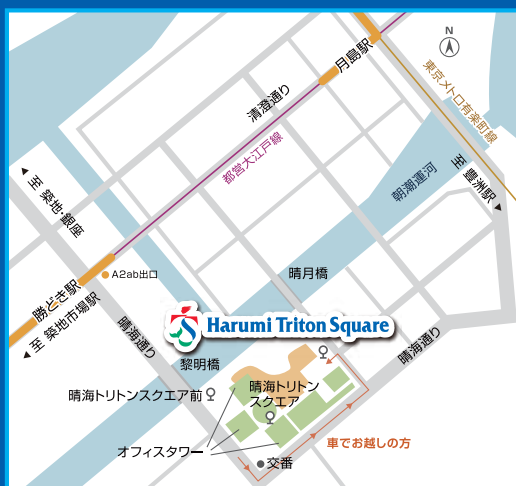 N
月島駅
清澄通り
東京メトロ有楽町線
都営大江戸線
朝潮運河
至 豊洲駅
至 築地・銀座
A2ab出口
勝どき駅
至 築地市場駅
晴月橋
晴海通り
Harumi Triton Square
晴海通り
黎明橋
晴海トリトンスクエア前
晴海トリトン
スクエア
オフィスタワー
車でお越しの方
交番